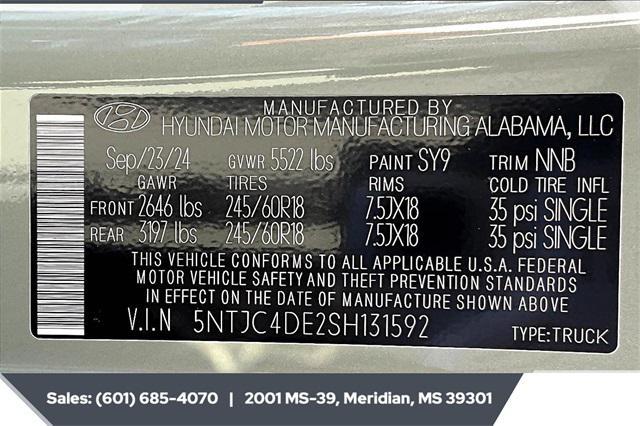 MANUFACTURED BY
HYUNDAI MOTOR MANUFACTURING ALABAMA, LLC
Sep/23/24 GVWR 5522 lbs PAINT SY9 TRIM NNB
GAWR TIRES RIMS COLD TIRE INFL
FRONT 2646 lbs 245/60R18 7.5JX18 35 psi SINGLE
REAR 3197 lbs 245/60R18 7.5JX18 35 psi SINGLE
THIS VEHICLE CONFORMS TO ALL APPLICABLE U.S.A. FEDERAL
MOTOR VEHICLE SAFETY AND THEFT PREVENTION STANDARDS
IN EFFECT ON THE DATE OF MANUFACTURE SHOWN ABOVE
V.I.N 5NTJC4DE2SH131592 TYPE:TRUCK
Sales: (601) 685-4070 | 2001 MS-39, Meridian, MS 39301